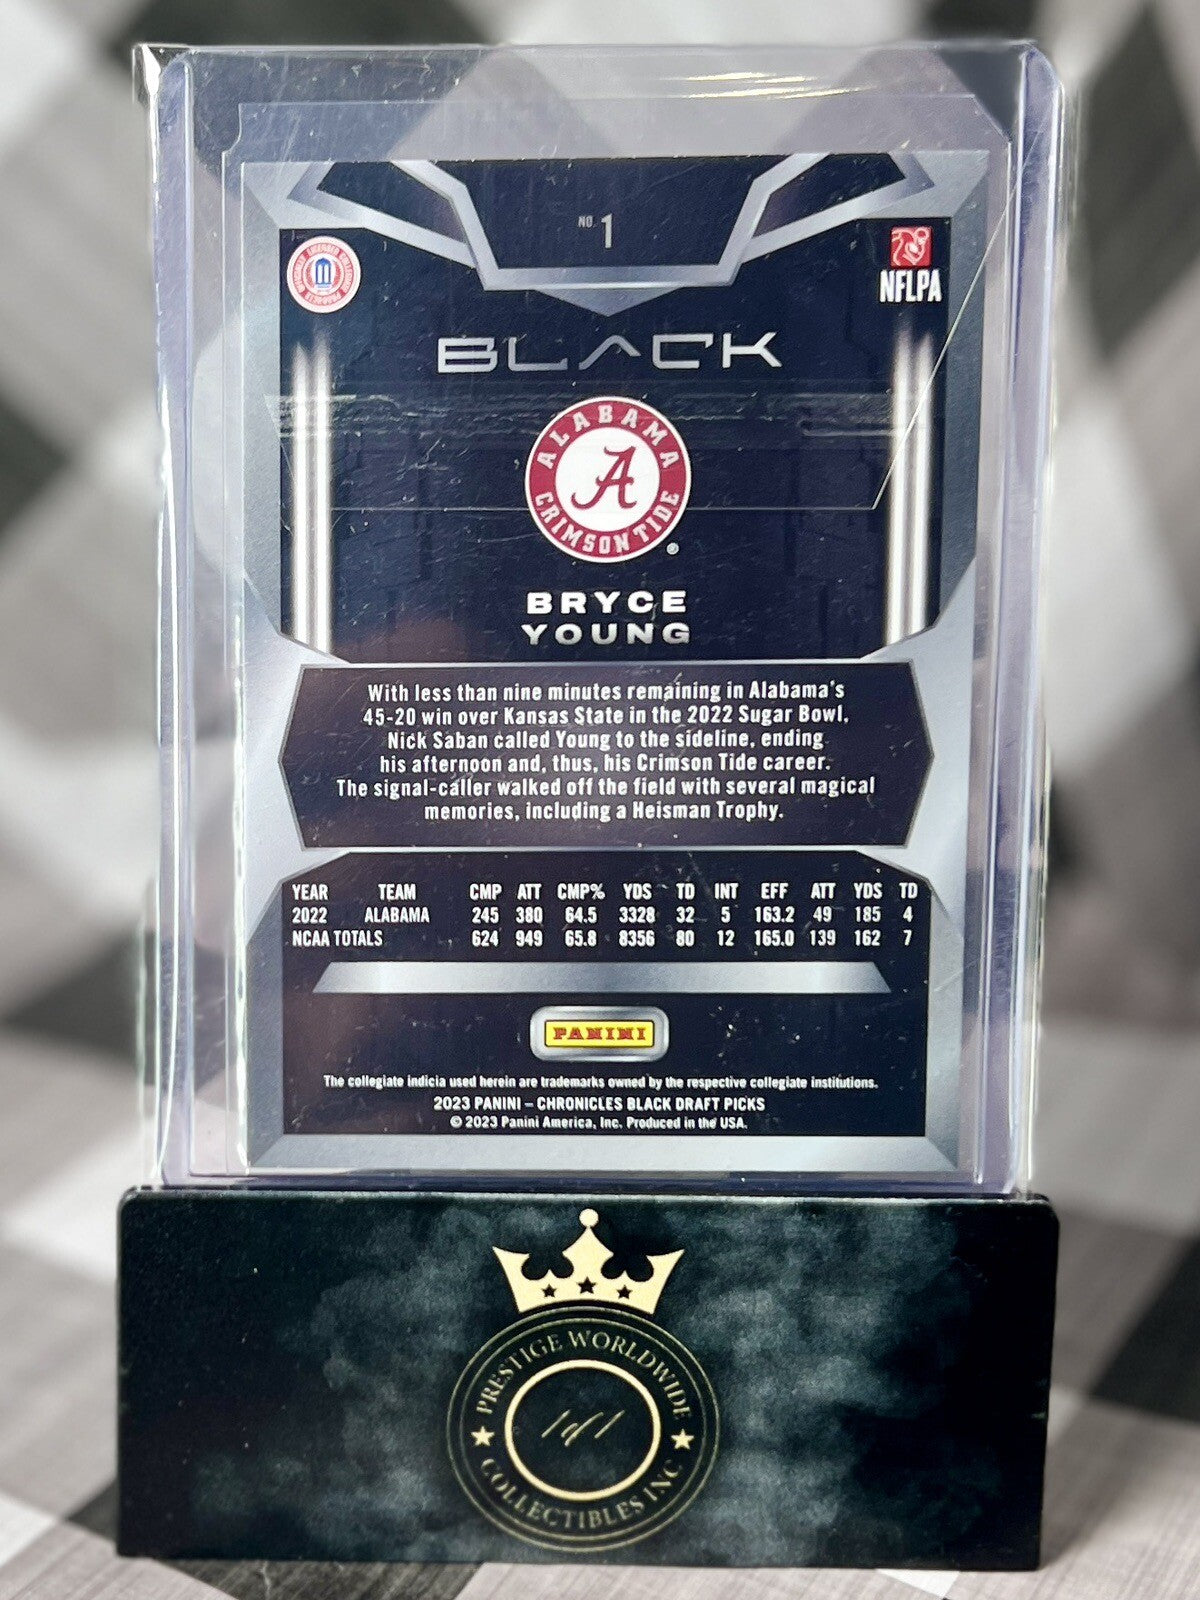 NO. 1
OFFICIALLY LICENSED COLLEGIATE PRODUCTS
NFLPA
BLACK
ALABAMA
A
CRIMSON TIDE
®
BRYCE
YOUNG
With less than nine minutes remaining in Alabama's
45-20 win over Kansas State in the 2022 Sugar Bowl,
Nick Saban called Young to the sideline, ending
his afternoon and, thus, his Crimson Tide career.
The signal-caller walked off the field with several magical
memories, including a Heisman Trophy.
YEAR TEAM CMP ATT CMP% YDS TD INT EFF ATT YDS TD
2022 ALABAMA 245 380 64.5 3328 32 5 163.2 49 185 4
NCAA TOTALS 624 949 65.8 8356 80 12 165.0 139 162 7
PANINI
The collegiate indicia used herein are trademarks owned by the respective collegiate institutions.
2023 PANINI – CHRONICLES BLACK DRAFT PICKS
© 2023 Panini America, Inc. Produced in the USA.
PRESTIGE WORLDWIDE
1 of 1
COLLECTIBLES INC